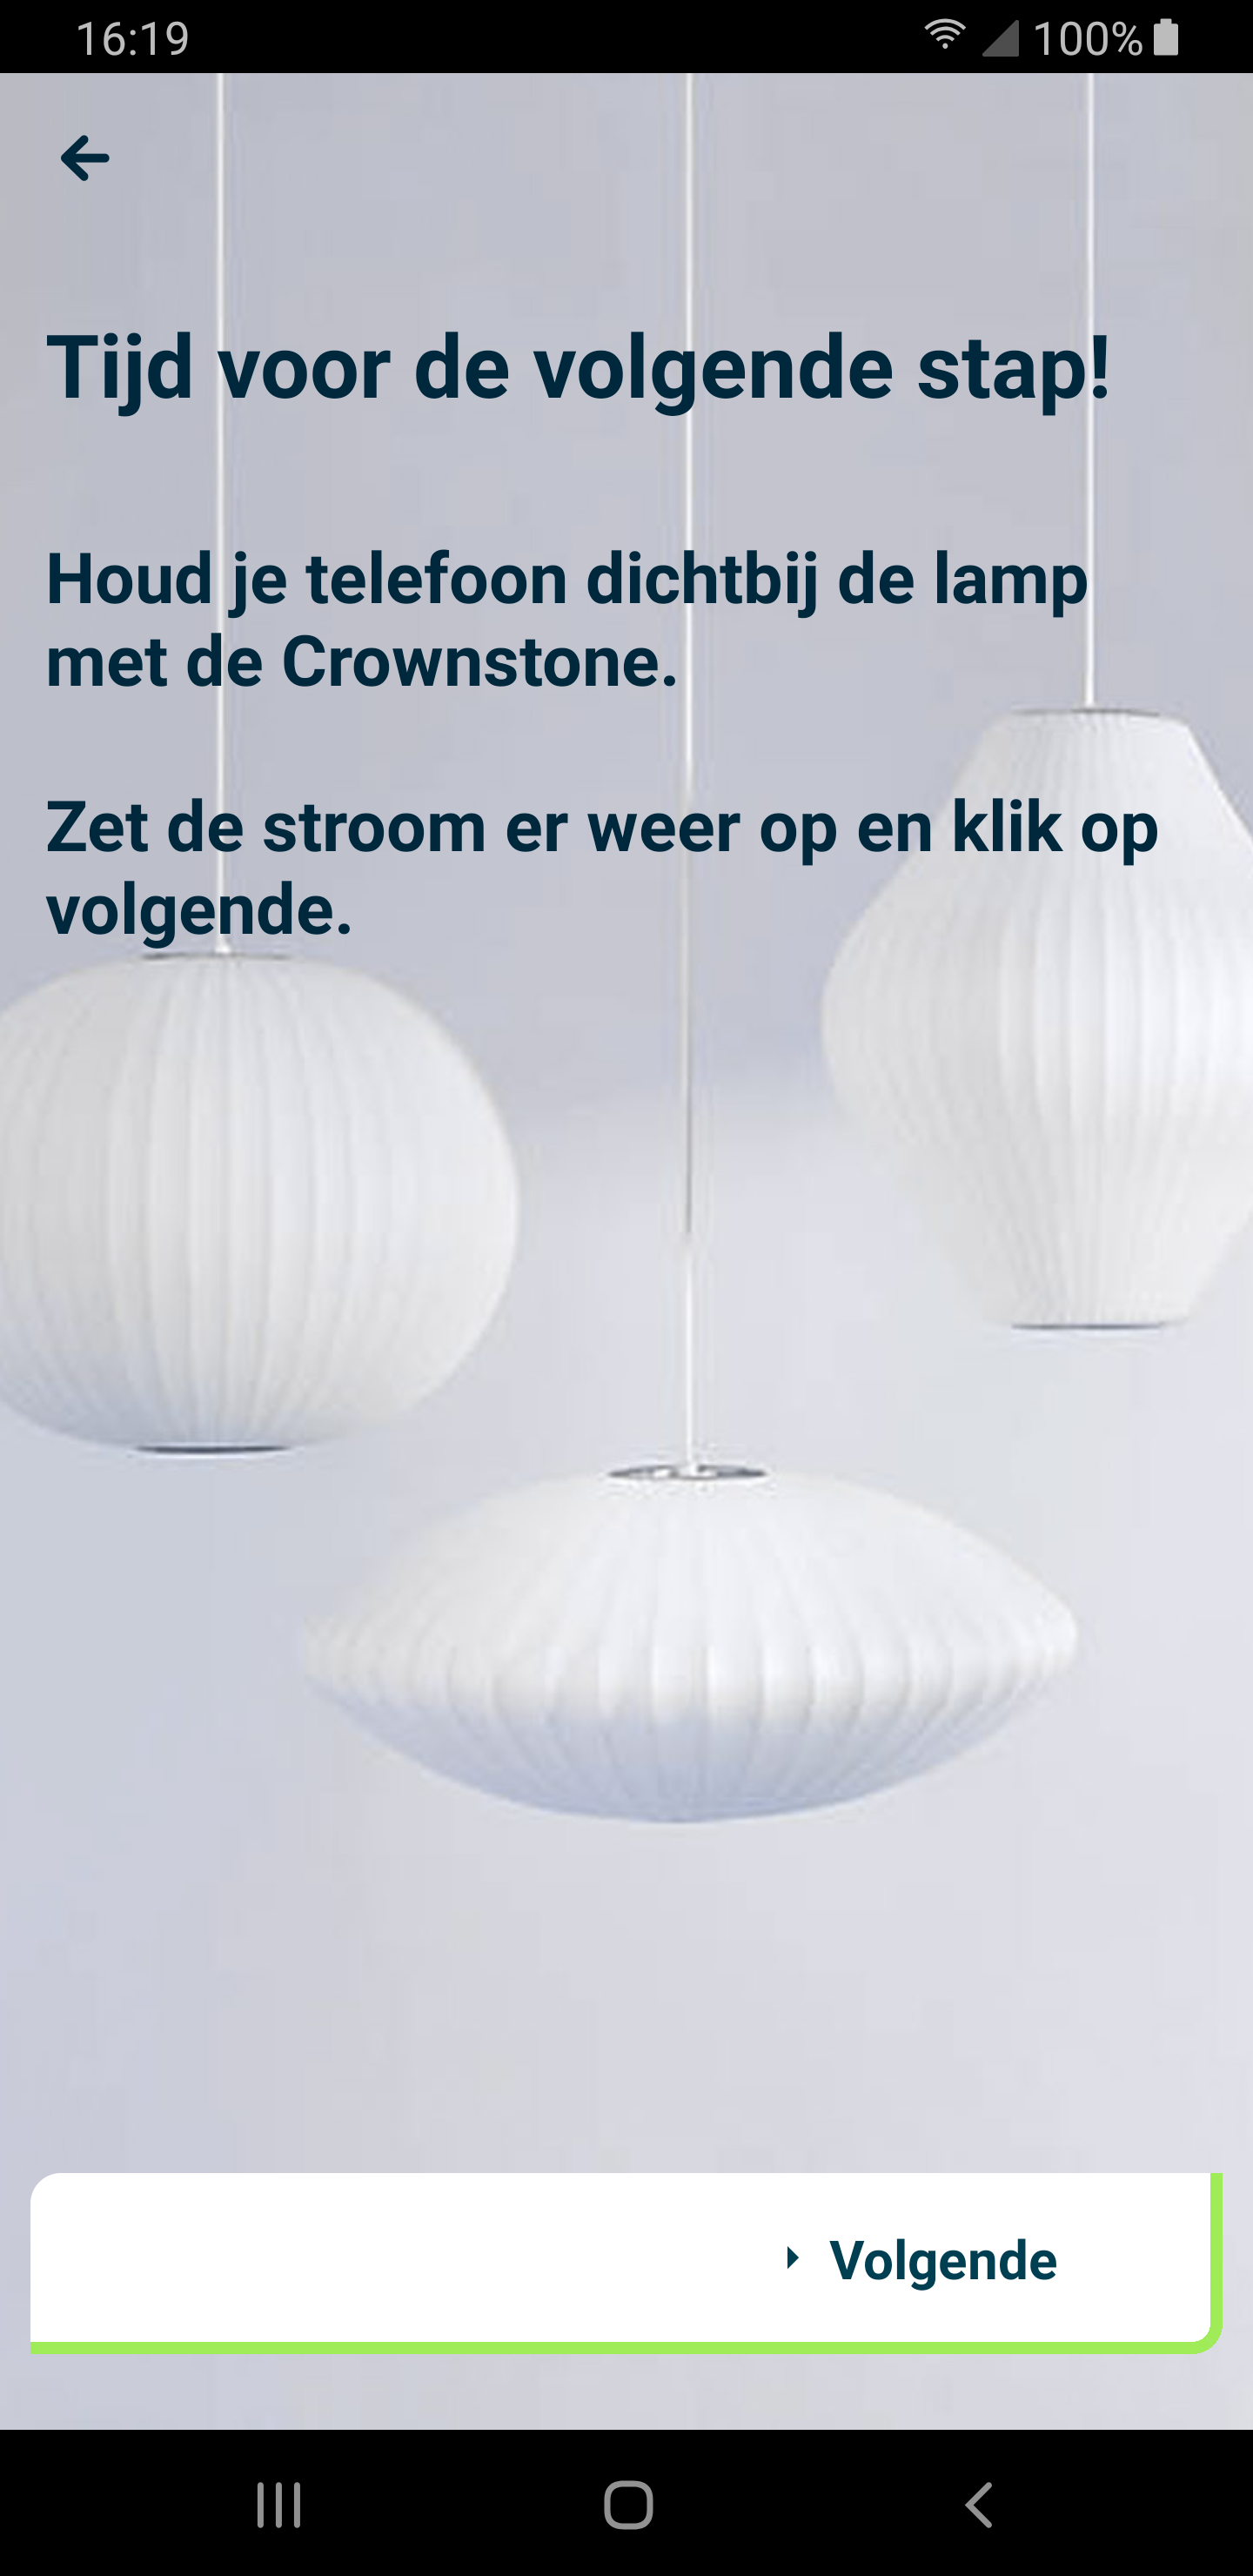 16:19
100%
Tijd voor de volgende stap!
Houd je telefoon dichtbij de lamp
met de Crownstone.
Zet de stroom er weer op en klik op
volgende.
Volgende